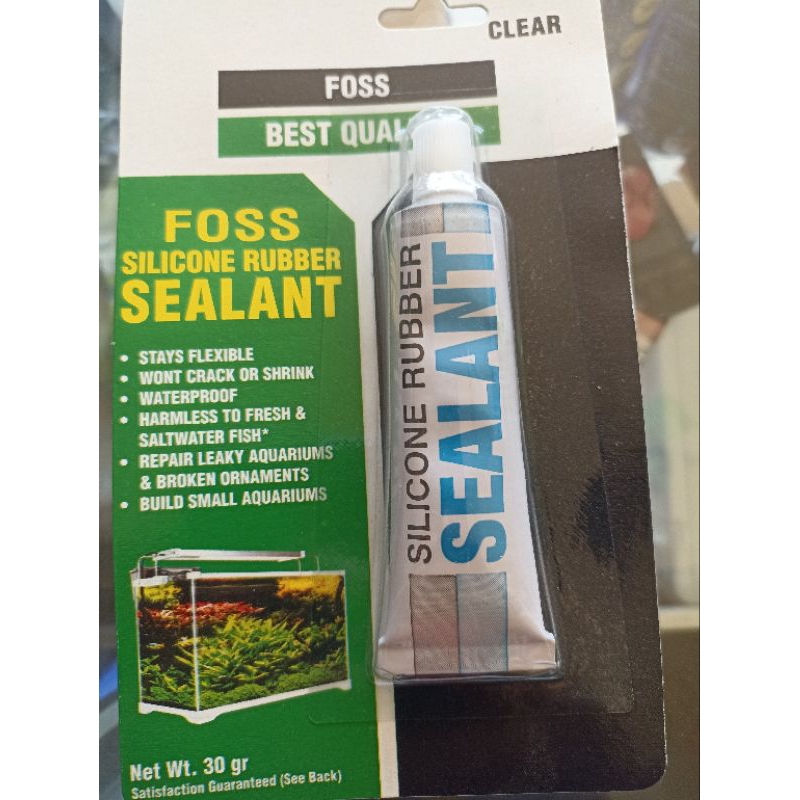 CLEAR
FOSS
BEST QUAL
FOSS
SILICONE RUBBER
SEALANT
• STAYS FLEXIBLE
• WONT CRACK OR SHRINK
• WATERPROOF
• HARMLESS TO FRESH &
SALTWATER FISH*
• REPAIR LEAKY AQUARIUMS
& BROKEN ORNAMENTS
• BUILD SMALL AQUARIUMS
SILICONE RUBBER
SEALANT
Net Wt. 30 gr
Satisfaction Guaranteed (See Back)